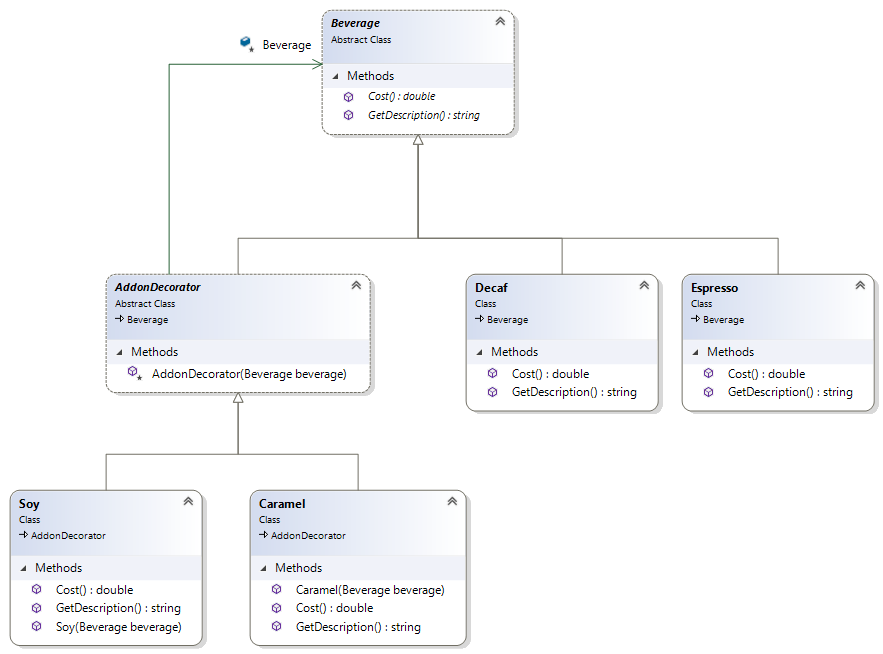 Beverage
Beverage
Abstract Class
Methods
Cost() : double
GetDescription() : string
AddonDecorator
Abstract Class
Beverage
Methods
AddonDecorator(Beverage beverage)
Decaf
Class
Beverage
Methods
Cost() : double
GetDescription() : string
Espresso
Class
Beverage
Methods
Cost() : double
GetDescription() : string
Soy
Class
AddonDecorator
Methods
Cost() : double
GetDescription() : string
Soy(Beverage beverage)
Caramel
Class
AddonDecorator
Methods
Caramel(Beverage beverage)
Cost() : double
GetDescription() : string